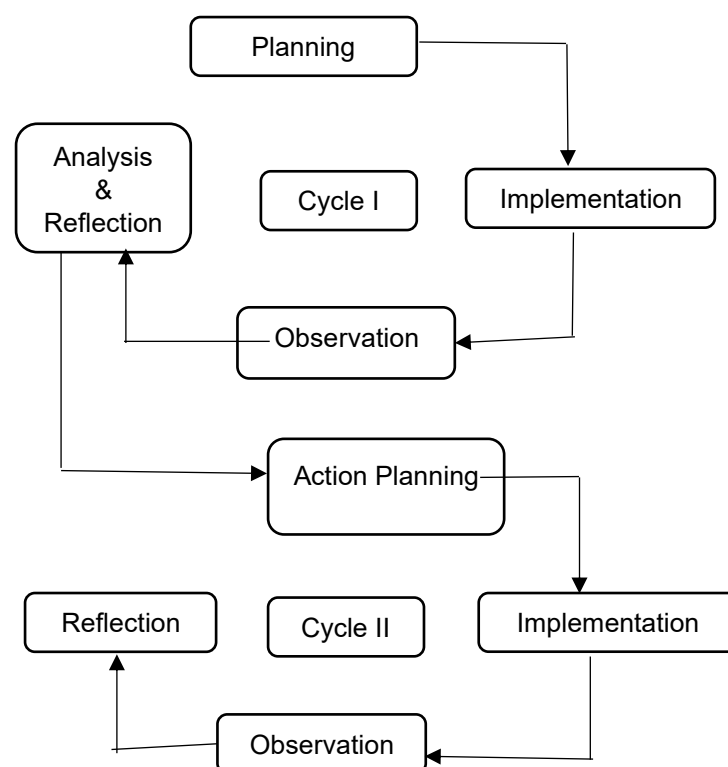 Planning
Analysis
&
Reflection
Cycle I
Implementation
Observation
Action Planning
Reflection
Cycle II
Implementation
Observation